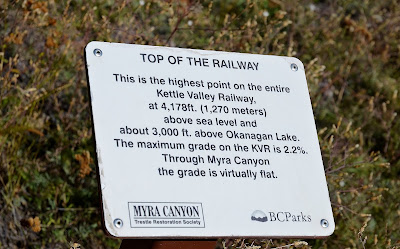 TOP OF THE RAILWAY
This is the highest point on the entire
Kettle Valley Railway,
at 4,178ft. (1,270 meters)
above sea level and
about 3,000 ft. above Okanagan Lake.
The maximum grade on the KVR is 2.2%.
Through Myra Canyon
the grade is virtually flat.
MYRA CANYON
Trestle Restoration Society
BCParks